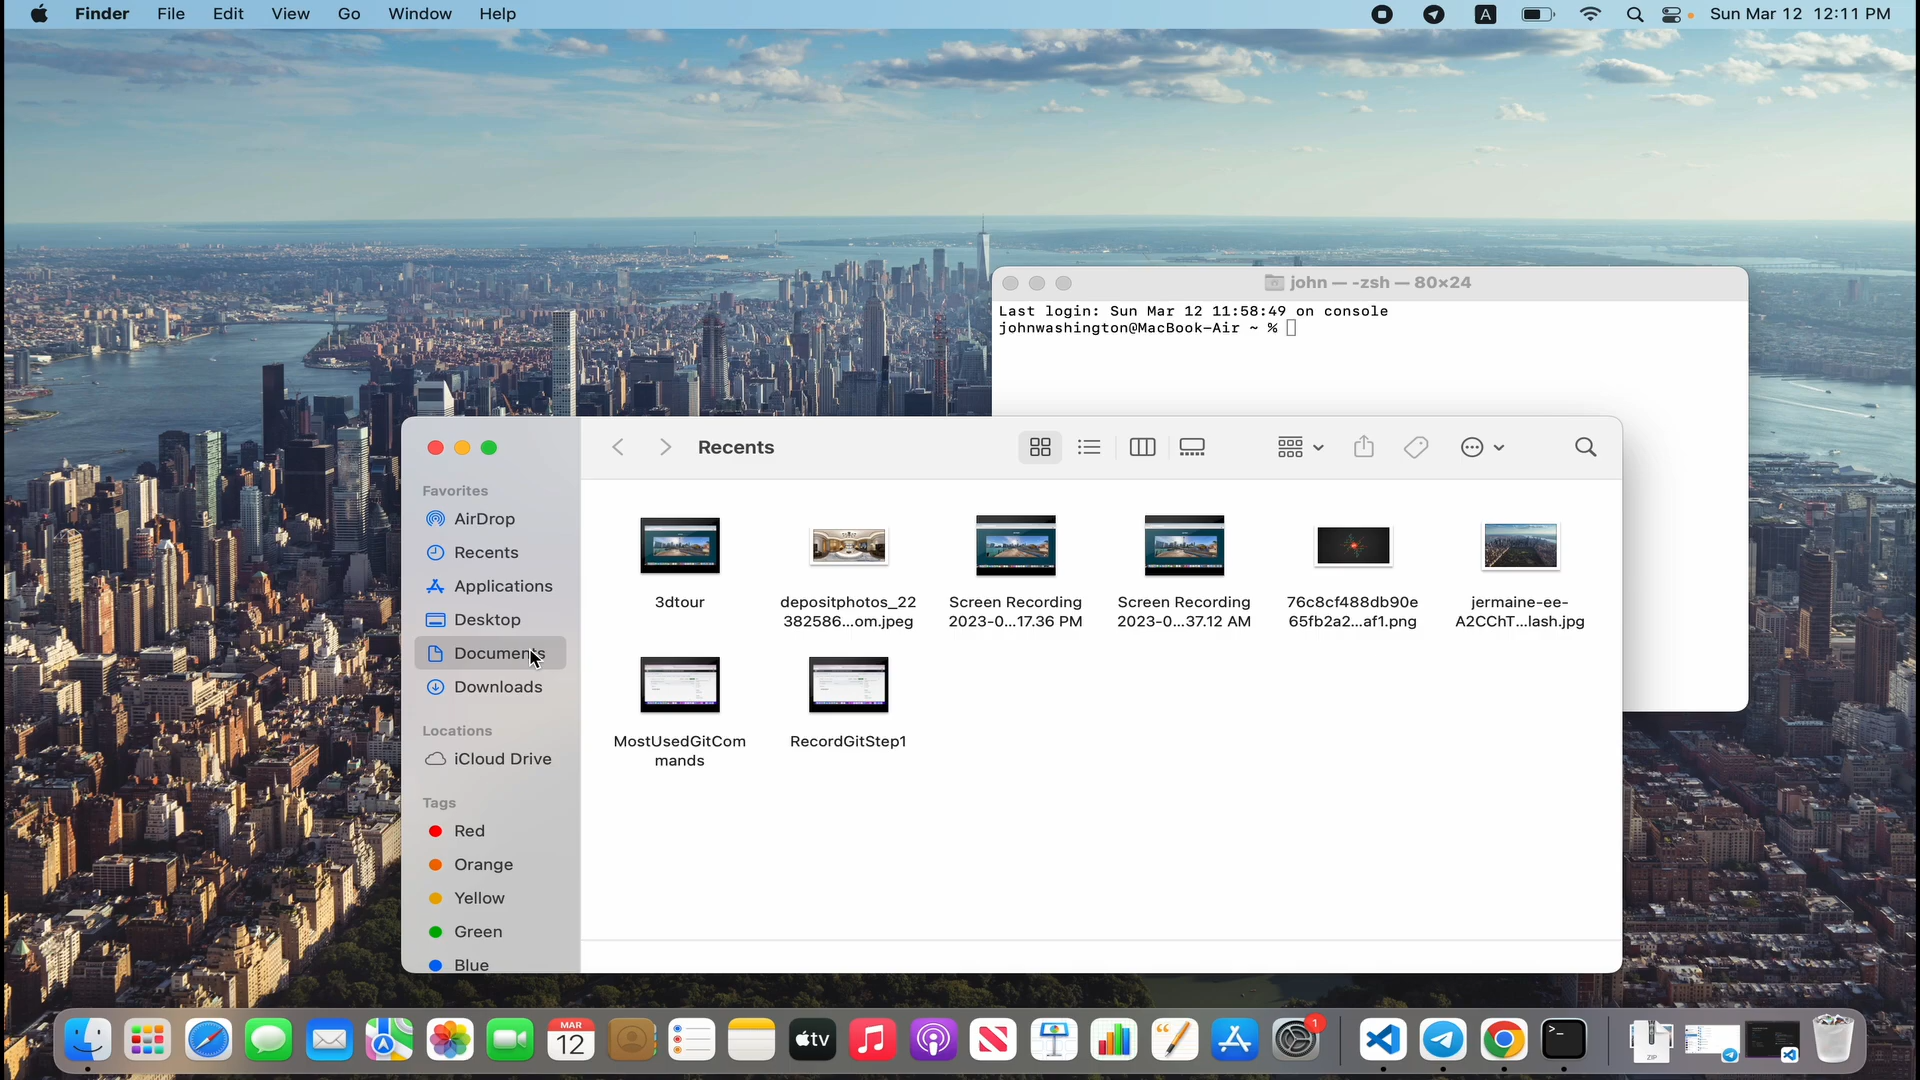 Finder File Edit View Go Window Help
A Sun Mar 12 12:11 PM
john — -zsh — 80×24
Last login: Sun Mar 12 11:58:49 on console
johnwashington@MacBook-Air ~ %
Recents
Favorites
AirDrop
Recents
Applications
Desktop
Documents
Downloads
Locations
iCloud Drive
Tags
Red
Orange
Yellow
Green
Blue
3dtour
depositphotos_22
382586...om.jpeg
Screen Recording
2023-0...17.36 PM
Screen Recording
2023-0...37.12 AM
76c8cf488db90e
65fb2a2...af1.png
jermaine-ee-
A2CChT...lash.jpg
MostUsedGitCom
mands
RecordGitStep1
MAR
12
tv
1
>_
ZIP